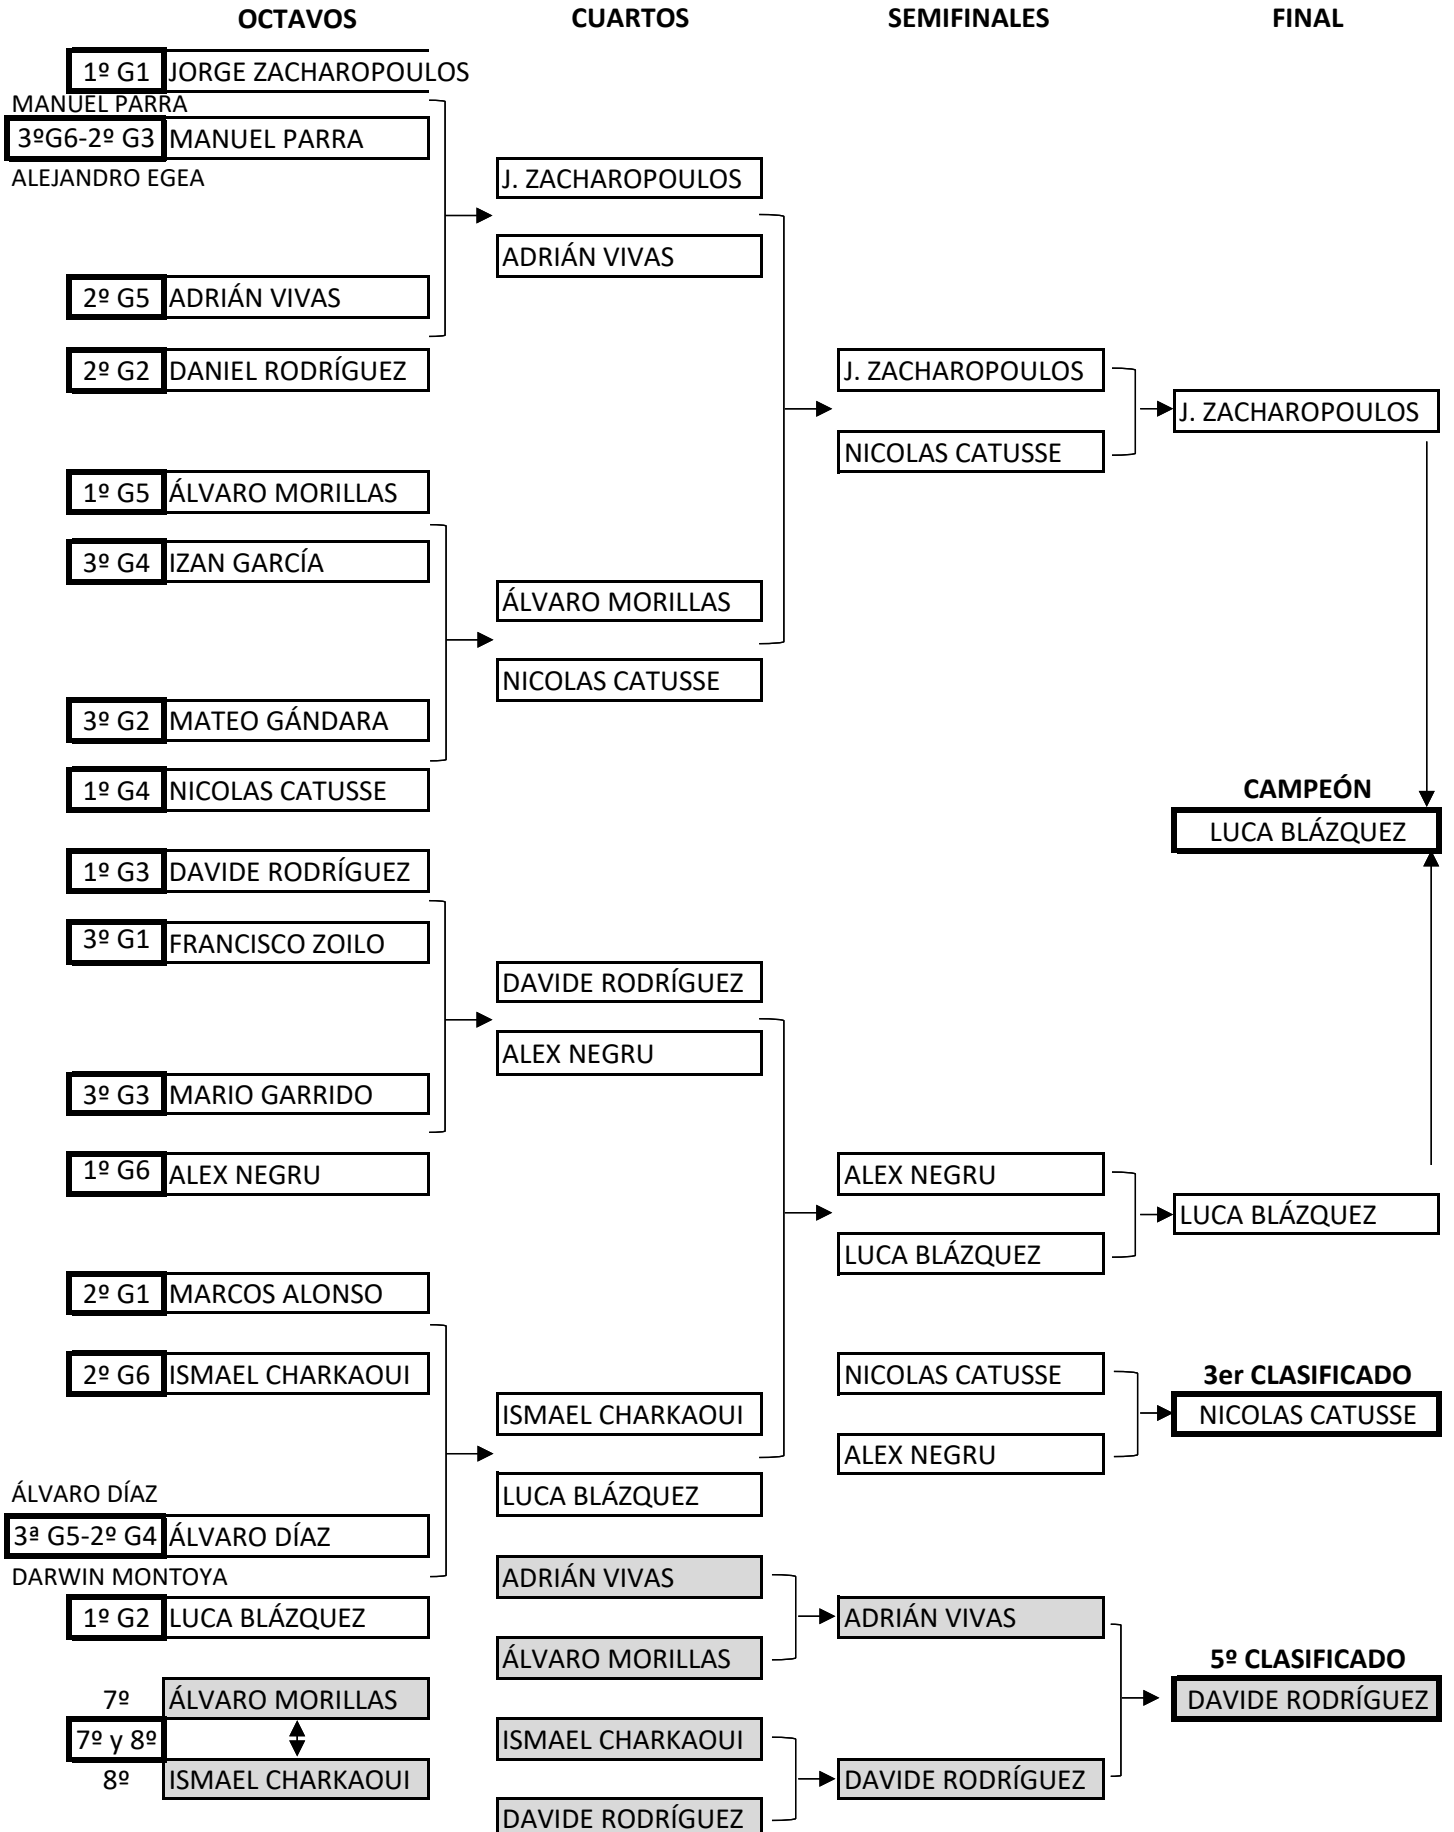 OCTAVOS CUARTOS SEMIFINALES FINAL
1º G1 JORGE ZACHAROPOULOS
MANUEL PARRA
3ºG6-2º G3 MANUEL PARRA
ALEJANDRO EGEA J. ZACHAROPOULOS
ADRIÁN VIVAS
2º G5 ADRIÁN VIVAS
2º G2 DANIEL RODRÍGUEZ J. ZACHAROPOULOS
J. ZACHAROPOULOS
NICOLAS CATUSSE
1º G5 ÁLVARO MORILLAS
3º G4 IZAN GARCÍA
ÁLVARO MORILLAS
NICOLAS CATUSSE
3º G2 MATEO GÁNDARA
1º G4 NICOLAS CATUSSE CAMPEÓN
LUCA BLÁZQUEZ
1º G3 DAVIDE RODRÍGUEZ
3º G1 FRANCISCO ZOILO
DAVIDE RODRÍGUEZ
ALEX NEGRU
3º G3 MARIO GARRIDO
1º G6 ALEX NEGRU ALEX NEGRU
LUCA BLÁZQUEZ
LUCA BLÁZQUEZ
2º G1 MARCOS ALONSO
2º G6 ISMAEL CHARKAOUI NICOLAS CATUSSE 3er CLASIFICADO
ISMAEL CHARKAOUI NICOLAS CATUSSE
ALEX NEGRU
ÁLVARO DÍAZ LUCA BLÁZQUEZ
3ª G5-2º G4 ÁLVARO DÍAZ
DARWIN MONTOYA ADRIÁN VIVAS
1º G2 LUCA BLÁZQUEZ ADRIÁN VIVAS
ÁLVARO MORILLAS 5º CLASIFICADO
7º ÁLVARO MORILLAS DAVIDE RODRÍGUEZ
7º y 8º ISMAEL CHARKAOUI
8º ISMAEL CHARKAOUI DAVIDE RODRÍGUEZ
DAVIDE RODRÍGUEZ